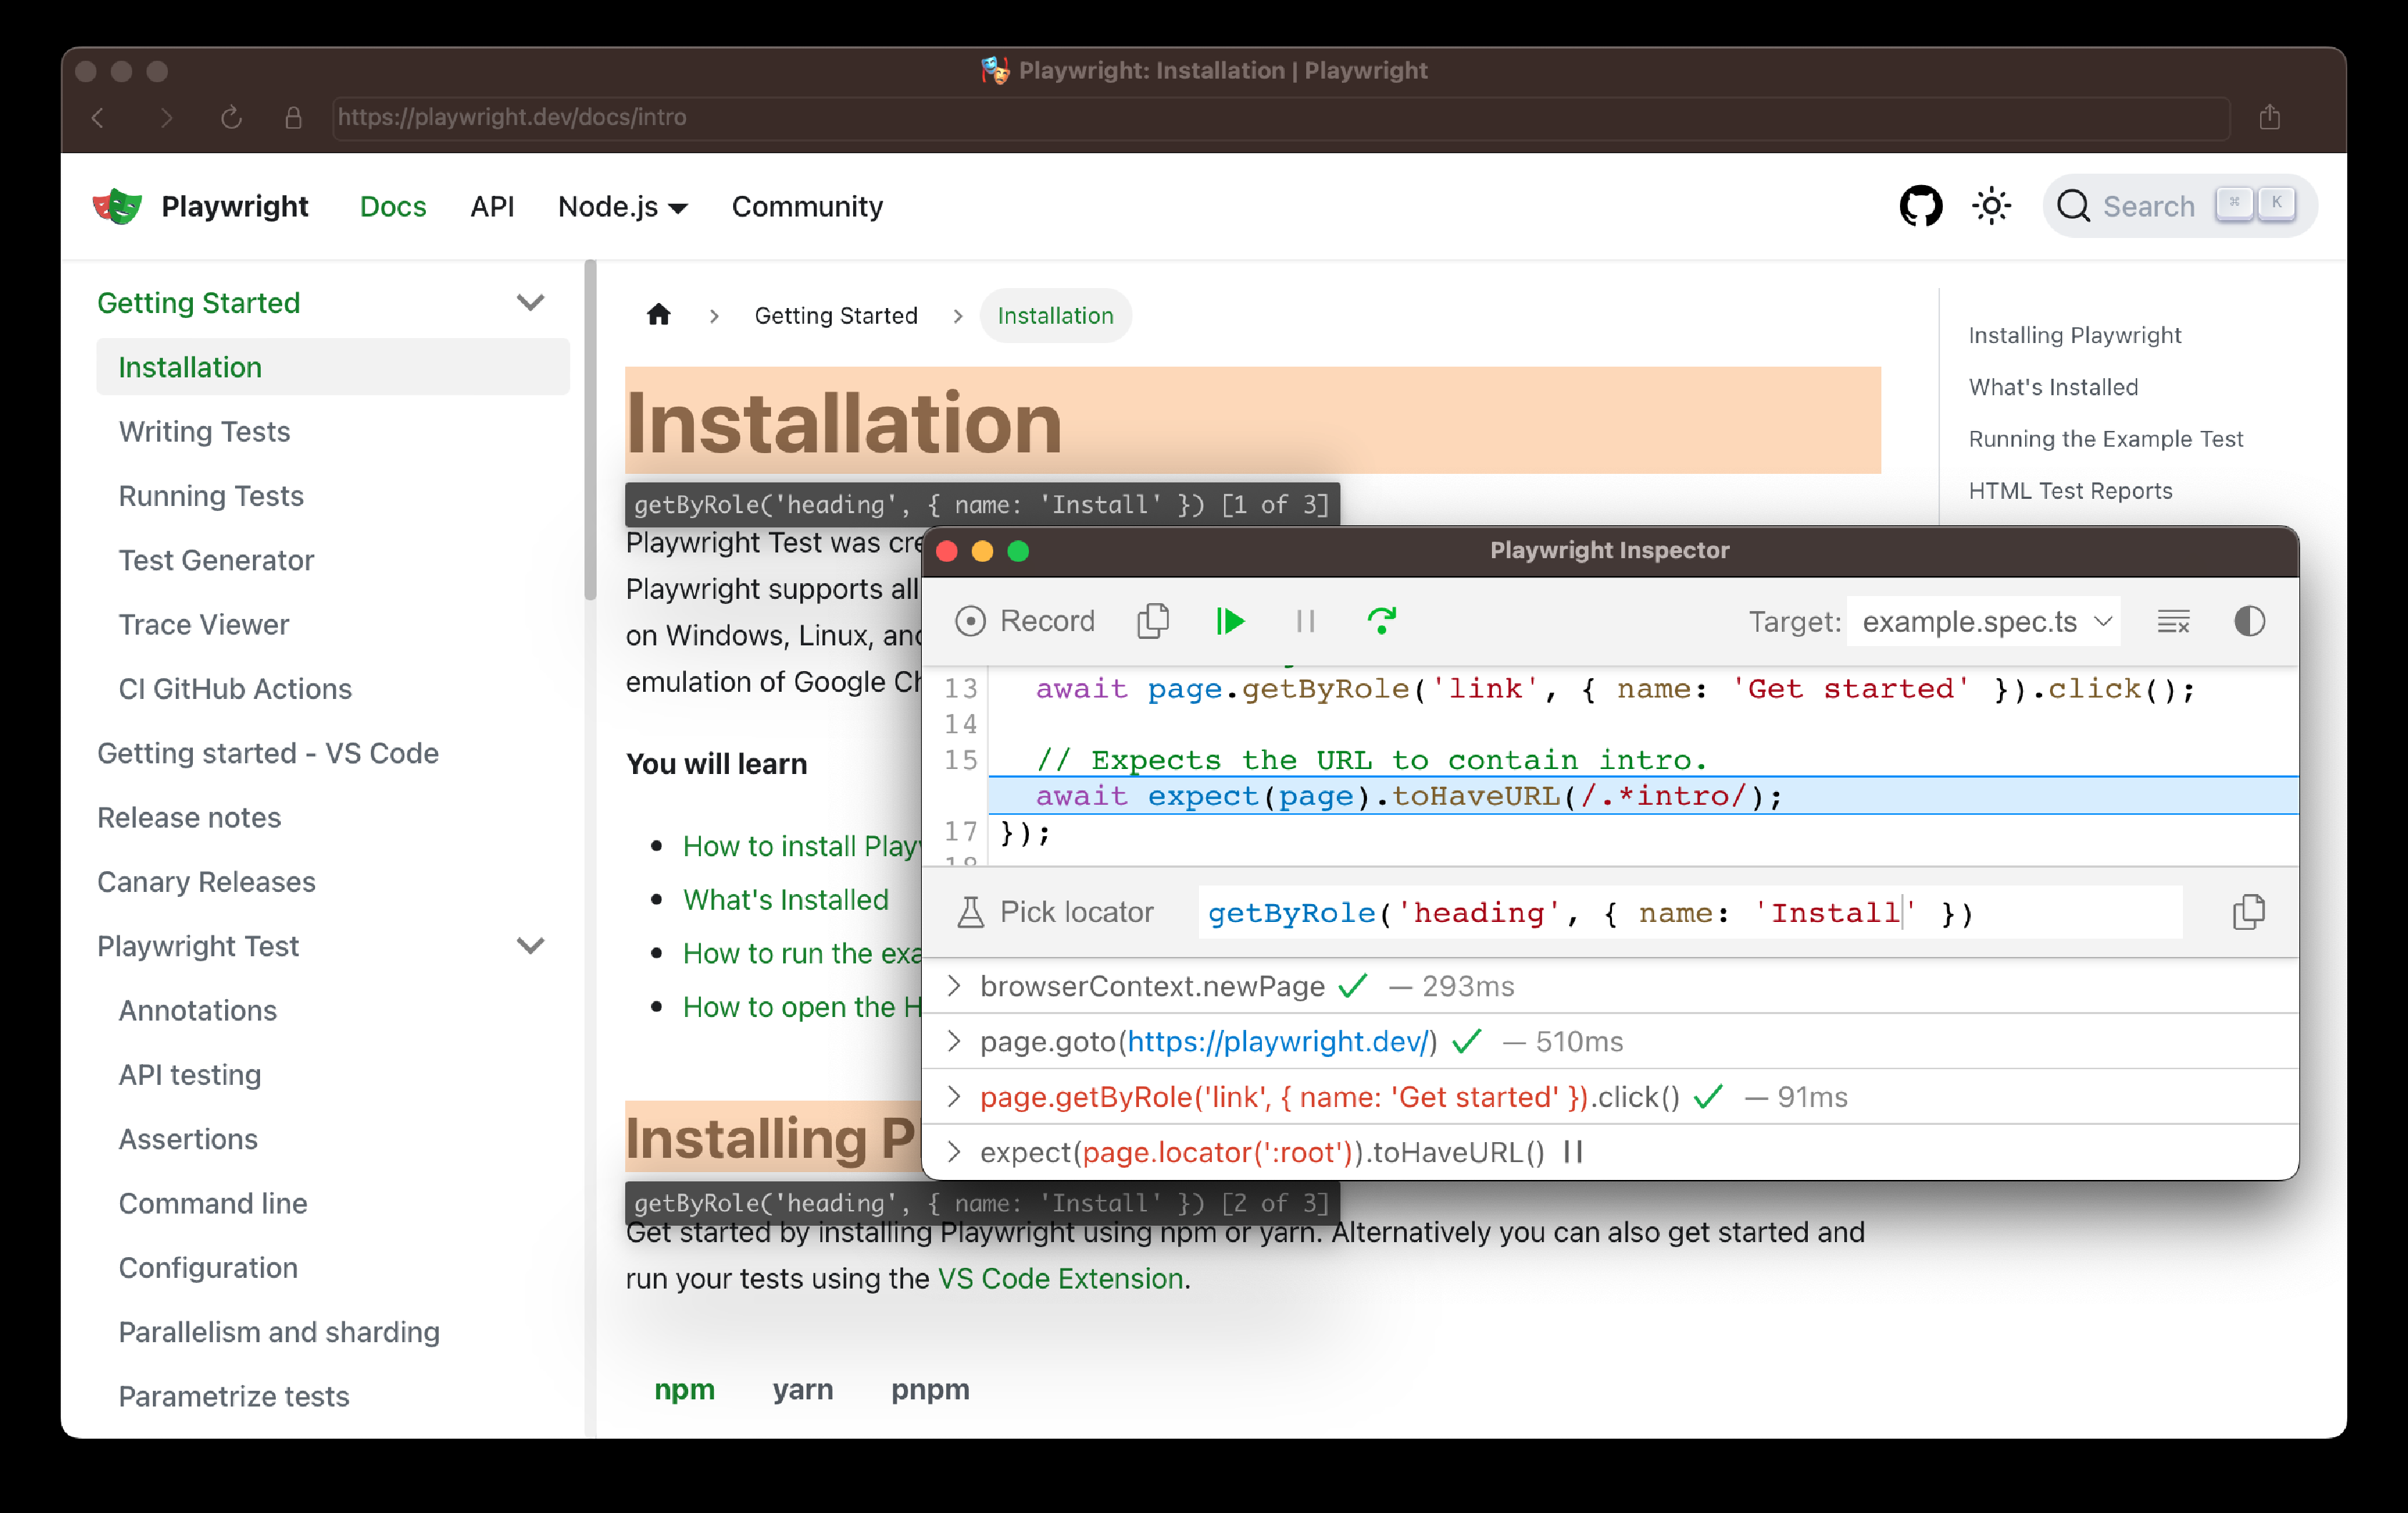 Playwright: Installation | Playwright
https://playwright.dev/docs/intro
Playwright Docs API Node.js Community Search ⌘ K
Getting Started
Installation
Writing Tests
Running Tests
Test Generator
Trace Viewer
CI GitHub Actions
Getting started - VS Code
Release notes
Canary Releases
Playwright Test
Annotations
API testing
Assertions
Command line
Configuration
Parallelism and sharding
Parametrize tests
Getting Started Installation
Installation
getByRole('heading', { name: 'Install' }) [1 of 3]
Playwright Test was
Playwright supports all
on Windows, Linux,
emulation of Google
You will learn
How to install
What's Installed
How to run the
How to open the
Installing
getByRole('heading', { name: 'Install' }) [2 of 3]
Get started by installing Playwright using npm or yarn. Alternatively you can also get started and
run your tests using the VS Code Extension.
npm yarn pnpm
Installing Playwright
What's Installed
Running the Example Test
HTML Test Reports
Playwright Inspector
Record Target: example.spec.ts
13 await page.getByRole('link', { name: 'Get started' }).click();
14
15 // Expects the URL to contain intro.
await expect(page).toHaveURL(/.*intro/);
17 });
Pick locator getByRole('heading', { name: 'Install' })
browserContext.newPage ✓ — 293ms
page.goto(https://playwright.dev/) ✓ — 510ms
page.getByRole('link', { name: 'Get started' }).click() ✓ — 91ms
expect(page.locator(':root')).toHaveURL()